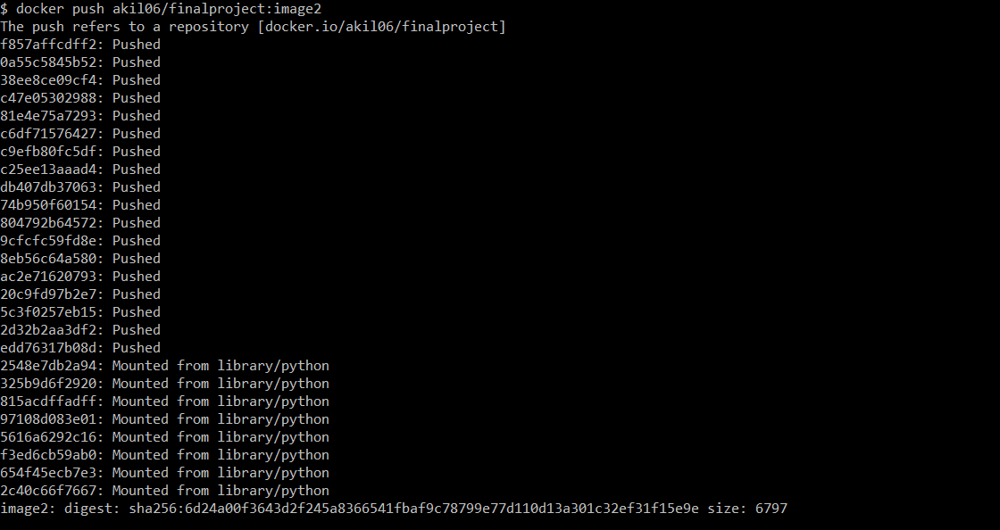 $ docker push akil06/finalproject:image2
The push refers to a repository [docker.io/akil06/finalproject]
f857affcdff2: Pushed
0a55c5845b52: Pushed
38ee8ce09cf4: Pushed
c47e05302988: Pushed
81e4e75a7293: Pushed
c6df71576427: Pushed
c9efb80fc5df: Pushed
c25ee13aaad4: Pushed
db407db37063: Pushed
74b950f60154: Pushed
804792b64572: Pushed
9cfcfc59fd8e: Pushed
8eb56c64a580: Pushed
ac2e71620793: Pushed
20c9fd97b2e7: Pushed
5c3f0257eb15: Pushed
2d32b2aa3df2: Pushed
edd76317b08d: Pushed
2548e7db2a94: Mounted from library/python
325b9d6f2920: Mounted from library/python
815acdffadff: Mounted from library/python
97108d083e01: Mounted from library/python
5616a6292c16: Mounted from library/python
f3ed6cb59ab0: Mounted from library/python
654f45ecb7e3: Mounted from library/python
2c40c66f7667: Mounted from library/python
image2: digest: sha256:6d24a00f3643d2f245a8366541fbaf9c78799e77d110d13a301c32ef31f15e9e size: 6797